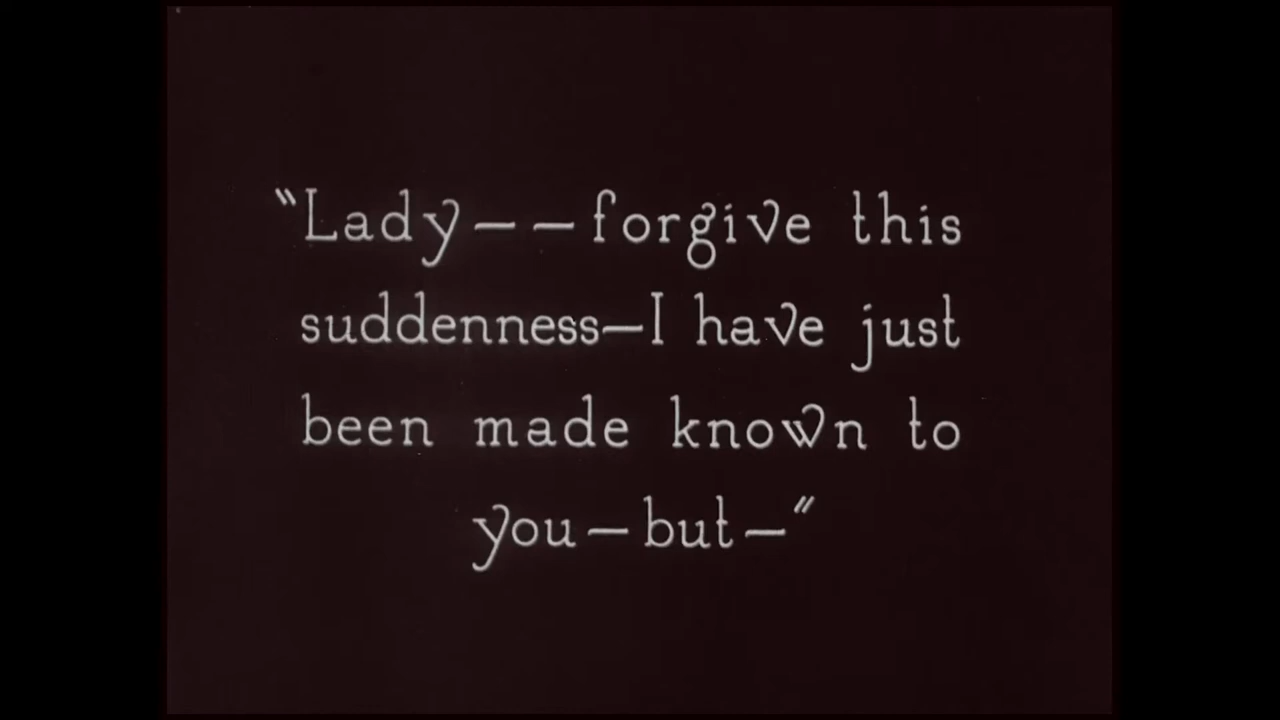 “Lady — — forgive this
suddenness—I have just
been made known to
you — but —”